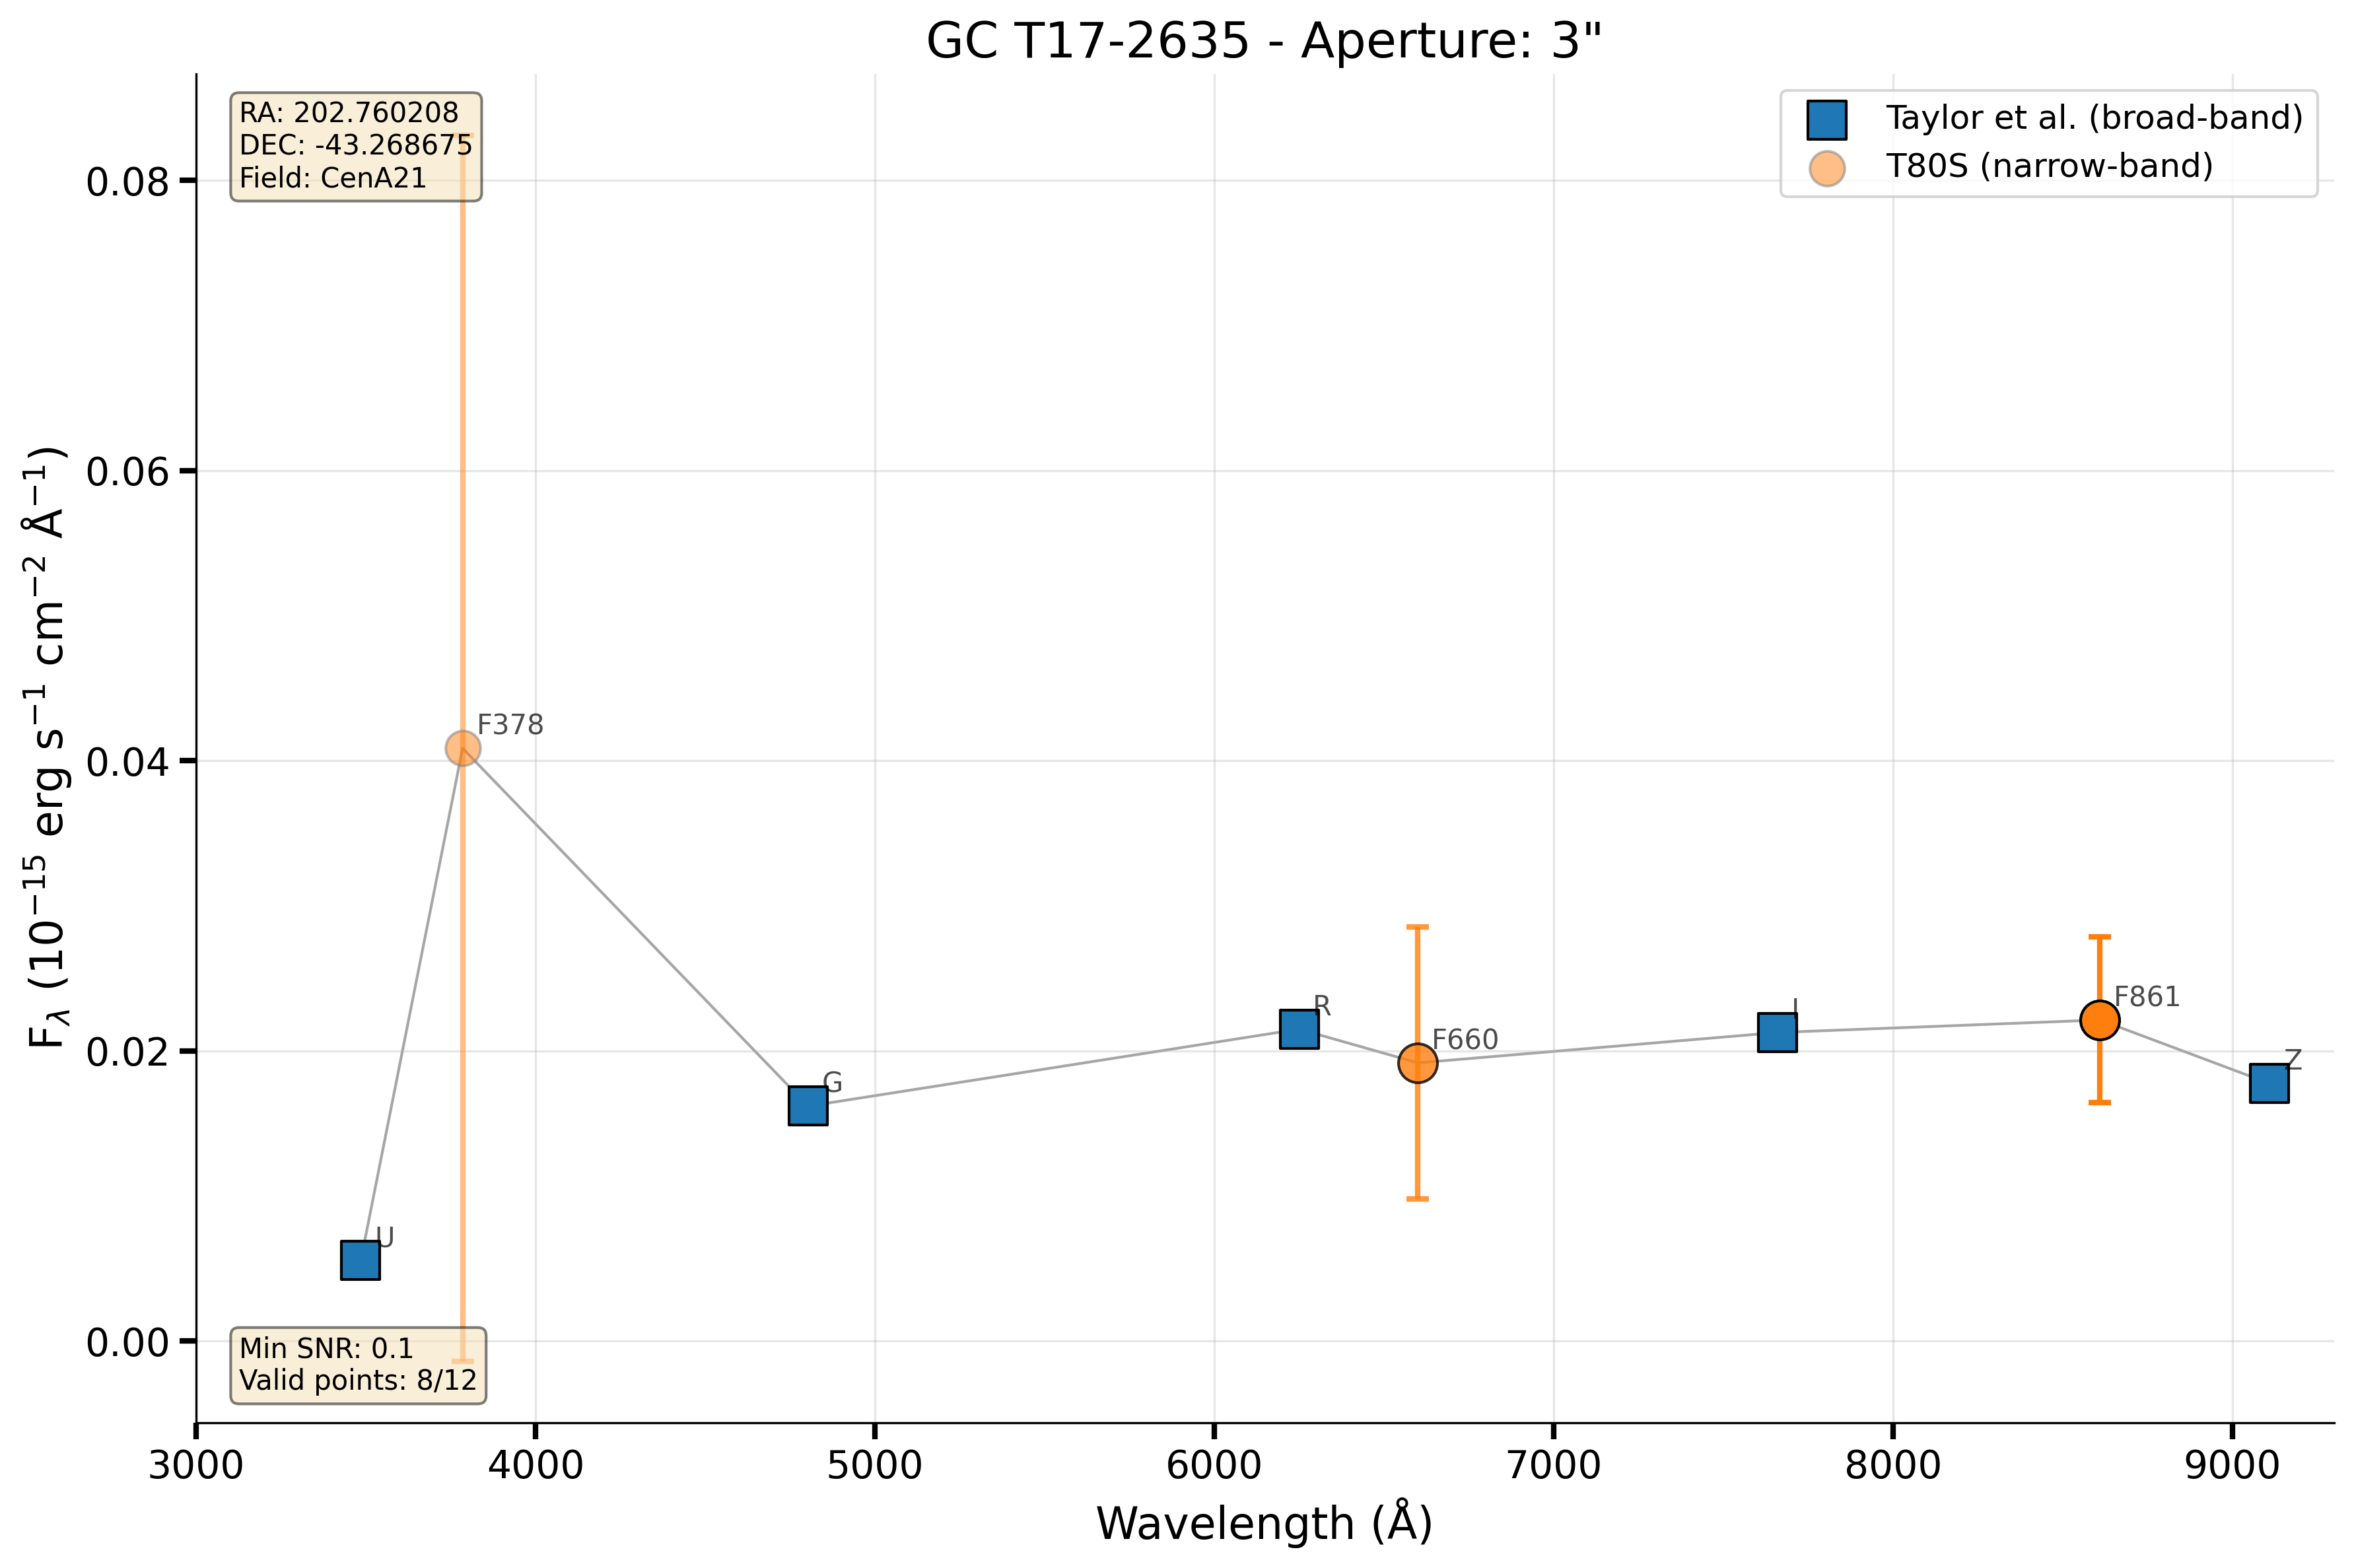 GC T17-2635 - Aperture: 3"
RA: 202.760208
DEC: -43.268675
Field: CenA21
Taylor et al. (broad-band)
T80S (narrow-band)
0.08
0.06
0.04
0.02
0.00
F_λ (10⁻¹⁵ erg s⁻¹ cm⁻² Å⁻¹)
F378
R
F660
I
F861
Z
G
U
Min SNR: 0.1
Valid points: 8/12
3000 4000 5000 6000 7000 8000 9000
Wavelength (Å)